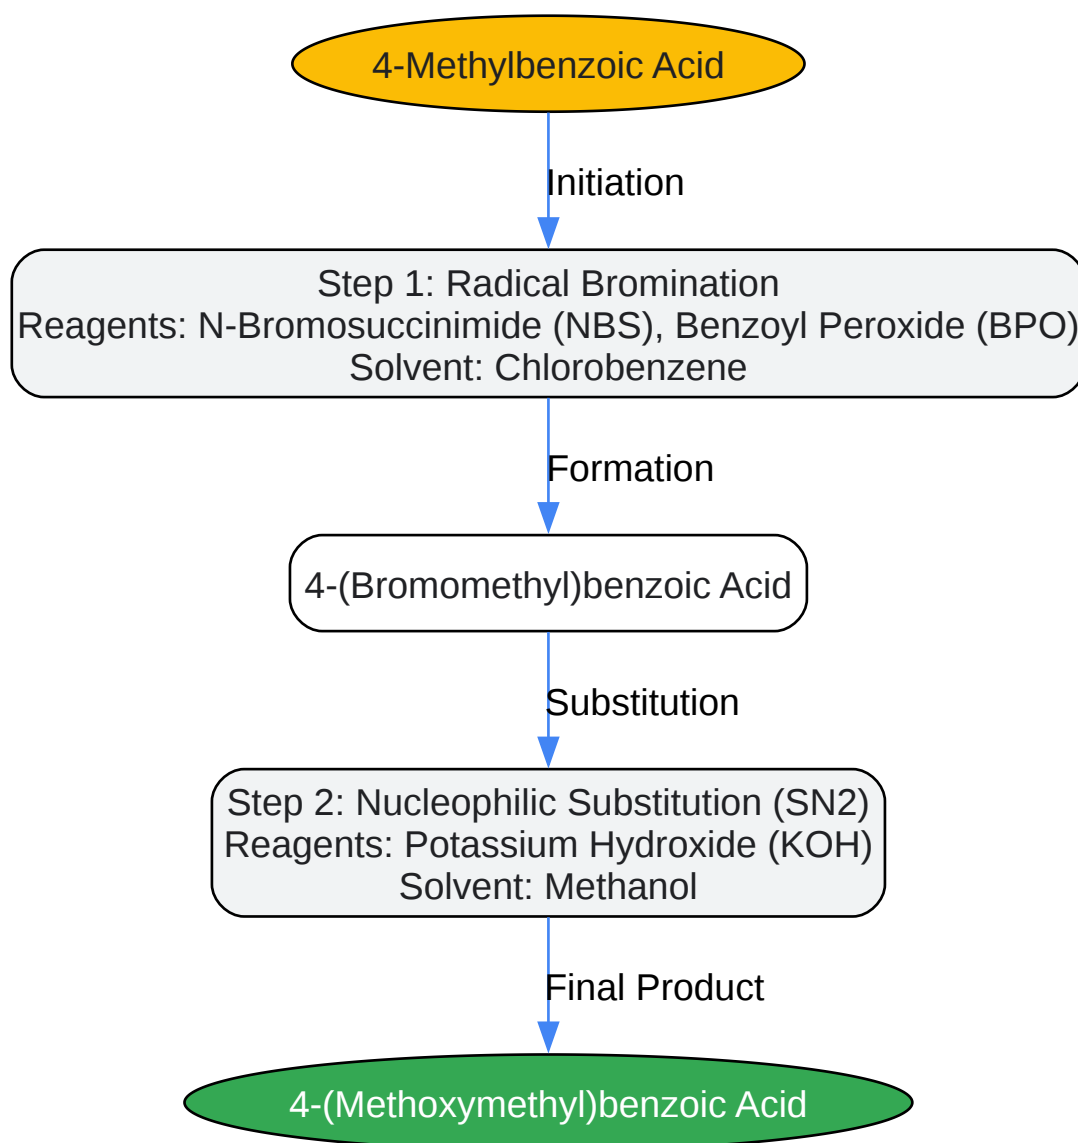 4-Methylbenzoic Acid
Initiation
Step 1: Radical Bromination
Reagents: N-Bromosuccinimide (NBS), Benzoyl Peroxide (BPO)
Solvent: Chlorobenzene
Formation
4-(Bromomethyl)benzoic Acid
Substitution
Step 2: Nucleophilic Substitution (SN2)
Reagents: Potassium Hydroxide (KOH)
Solvent: Methanol
Final Product
4-(Methoxymethyl)benzoic Acid